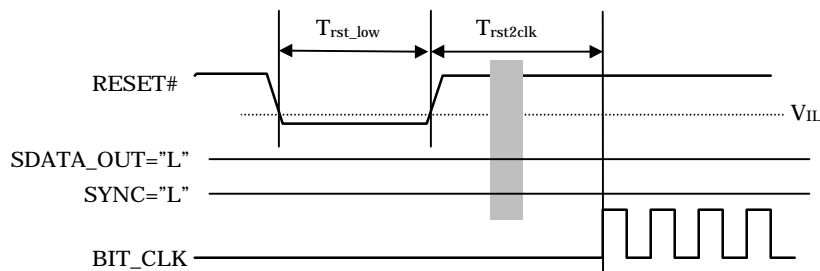 Trst_low Trst2clk
RESET#
VIL
SDATA_OUT="L"
SYNC="L"
BIT_CLK